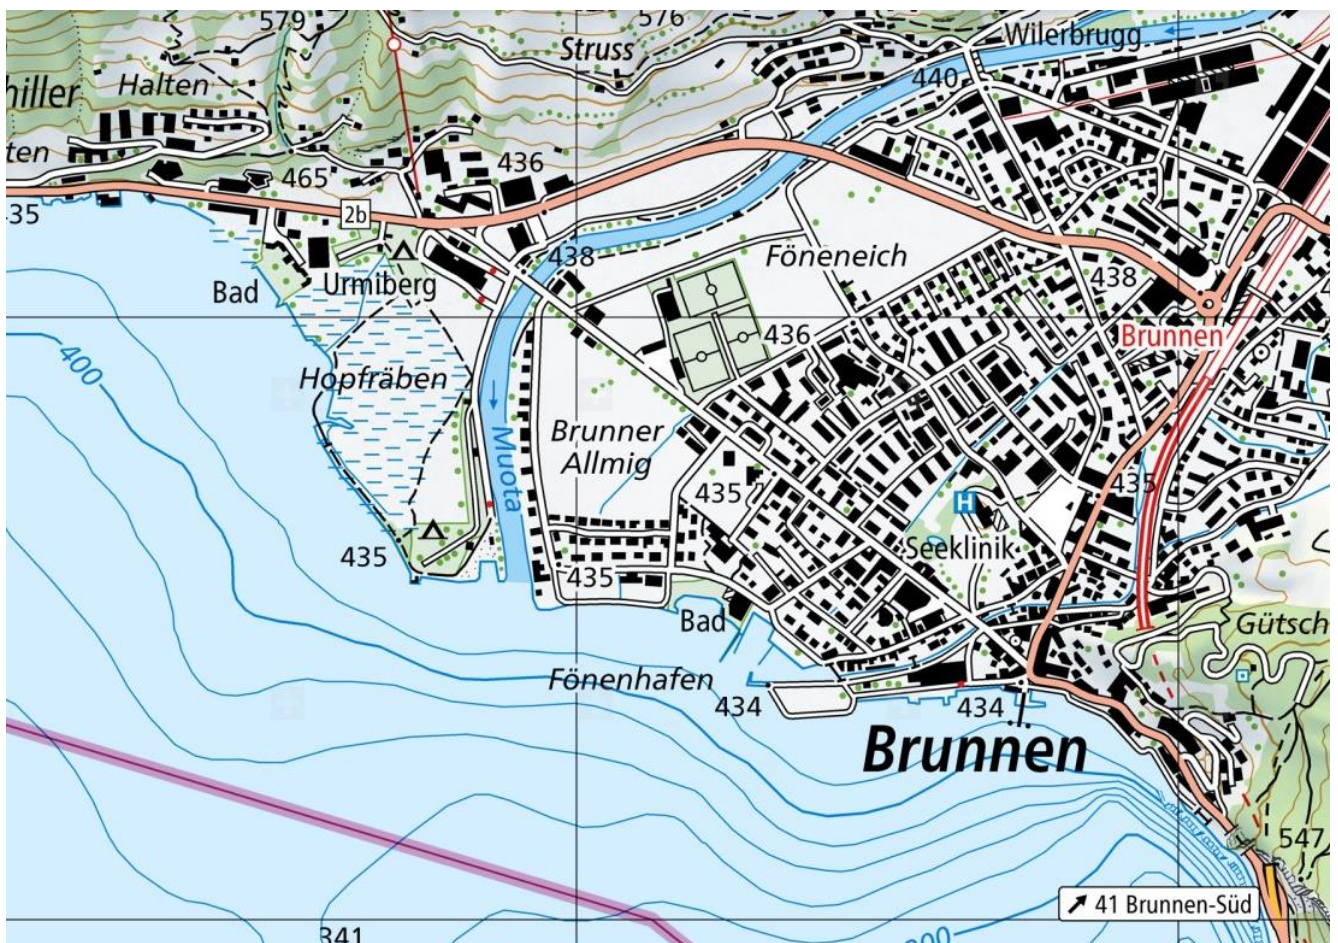 579
576
Struss
Wilerbrugg
hiller
Halten
440
ten
465
436
435
2b
438
Föneneich
438
Bad
Urmiberg
436
Brunnen
400
Hopfräben
Muota
Brunner
Allmig
435
435
H
Seeklinik
435
435
Bad
Gütsch
Fönenhafen
434
434
Brunnen
547
41 Brunnen-Süd
341